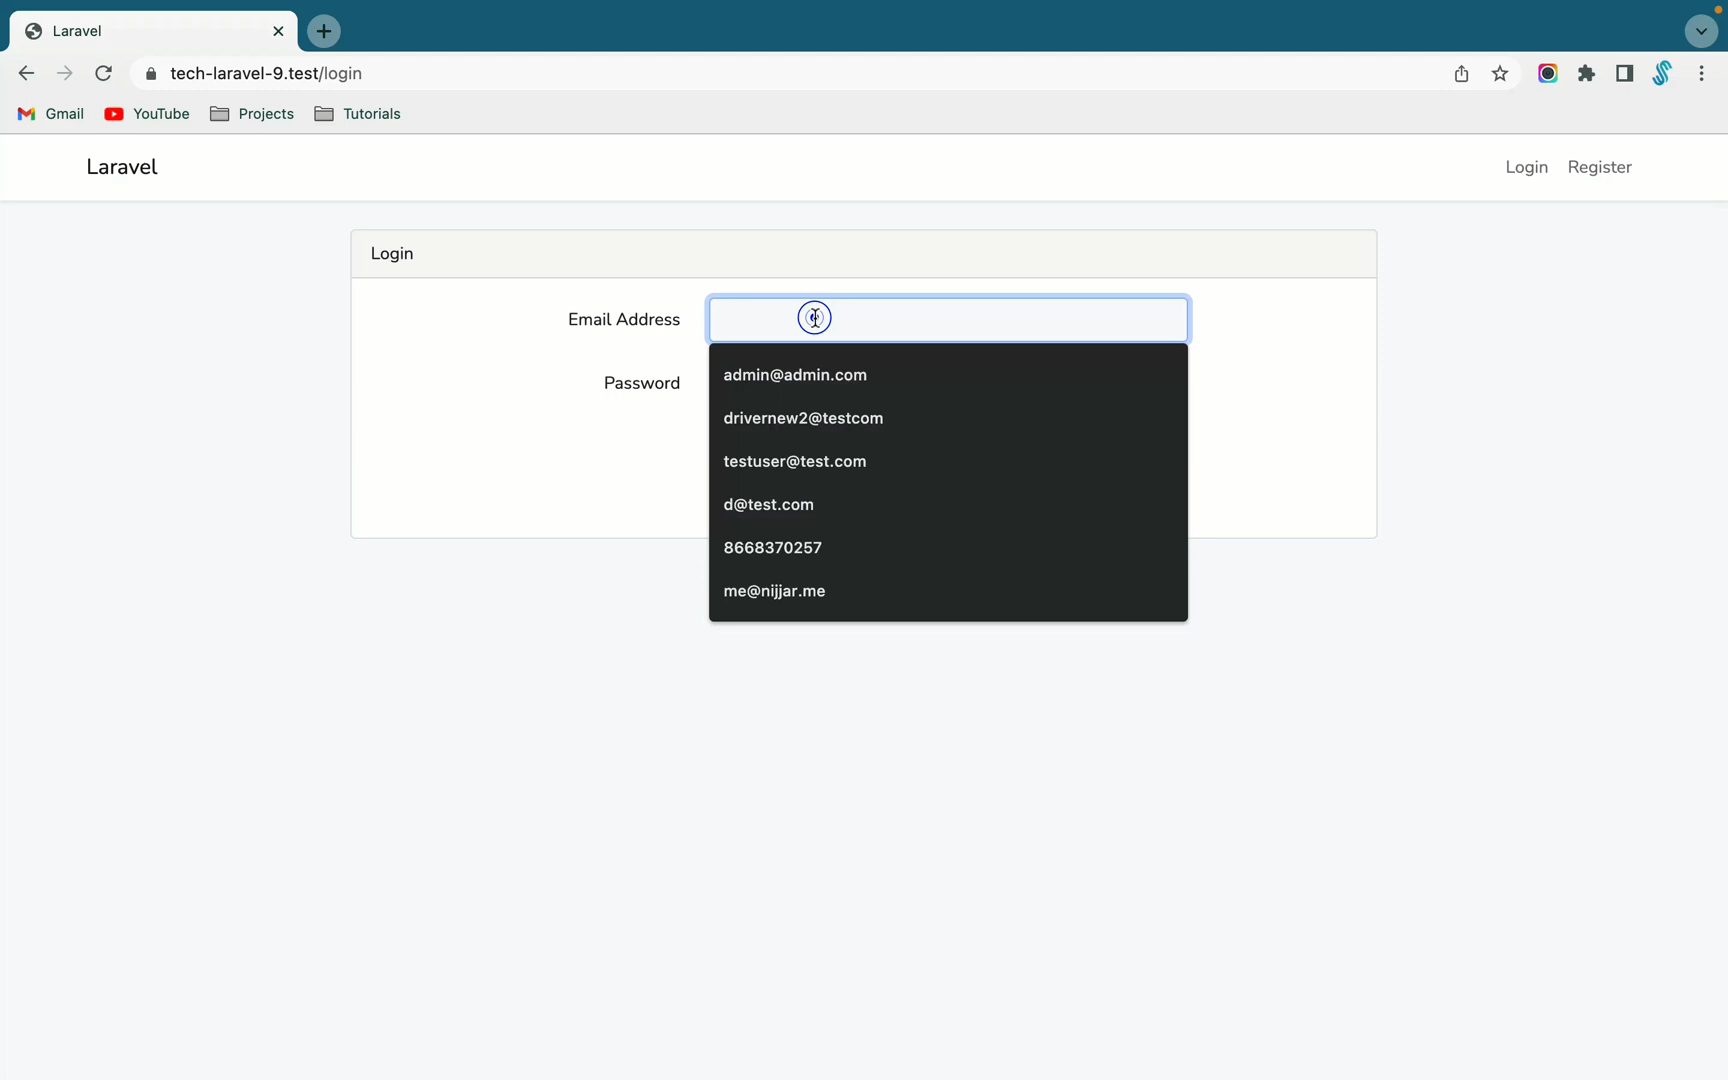 Laravel
tech-laravel-9.test/login
Gmail YouTube Projects Tutorials
Laravel Login Register
Login
Email Address
Password
admin@admin.com
drivernew2@testcom
testuser@test.com
d@test.com
8668370257
me@nijjar.me